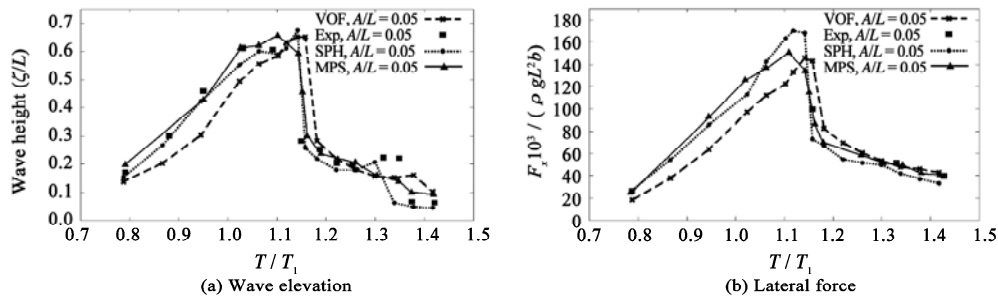 Wave height (ζ/L)
0.7
0.6
0.5
0.4
0.3
0.2
0.1
0.0
0.7 0.8 0.9 1.0 1.1 1.2 1.3 1.4 1.5
T / T1
VOF, A/L = 0.05
Exp, A/L = 0.05
SPH, A/L = 0.05
MPS, A/L = 0.05
(a) Wave elevation
Fx10³ / ( ρ gL²b)
180
160
140
120
100
80
60
40
20
0
0.7 0.8 0.9 1.0 1.1 1.2 1.3 1.4 1.5
T / T1
VOF, A/L = 0.05
Exp, A/L = 0.05
SPH, A/L = 0.05
MPS, A/L = 0.05
(b) Lateral force